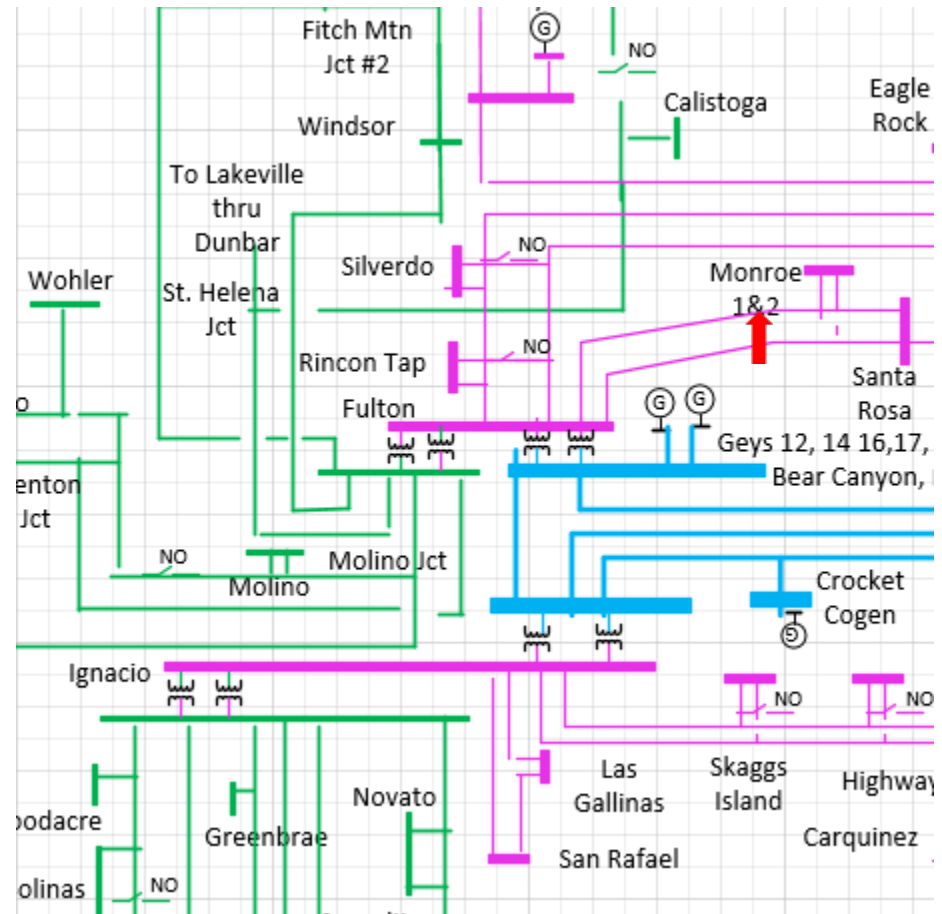 Fitch Mtn
Jct #2
G
NO
Eagle
Rock
Calistoga
Windsor
To Lakeville
thru
Dunbar
Silverdo
NO
Monroe
1&2
Wohler
St. Helena
Jct
Rincon Tap
NO
Santa
Rosa
Fulton
G
G
O
Geys 12, 14 16,17,
Bear Canyon,
enton
Jct
NO
Molino Jct
Molino
Crocket
Cogen
G
Ignacio
NO
NO
Las
Gallinas
Skaggs
Island
Highway
Novato
oodacre
Greenbrae
Carquinez
San Rafael
olinas
NO